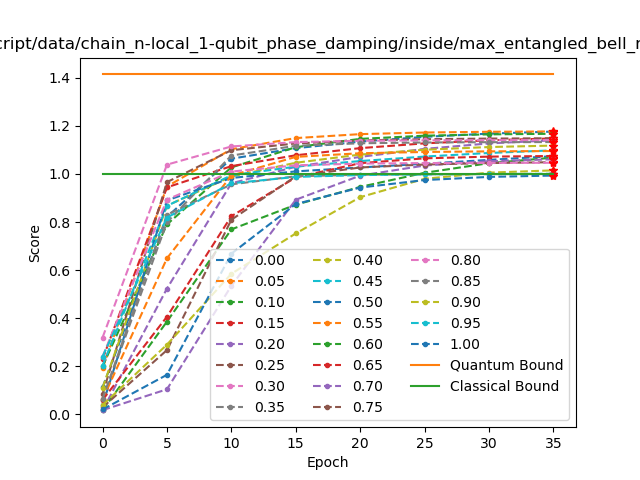 cript/data/chain_n-local_1-qubit_phase_damping/inside/max_entangled_bell_
1.4
1.2
1.0
0.8
0.6
0.4
0.2
0.0
Score
0.00 0.40 0.80
0.05 0.45 0.85
0.10 0.50 0.90
0.15 0.55 0.95
0.20 0.60 1.00
0.25 0.65 Quantum Bound
0.30 0.70 Classical Bound
0.35 0.75
0 5 10 15 20 25 30 35
Epoch